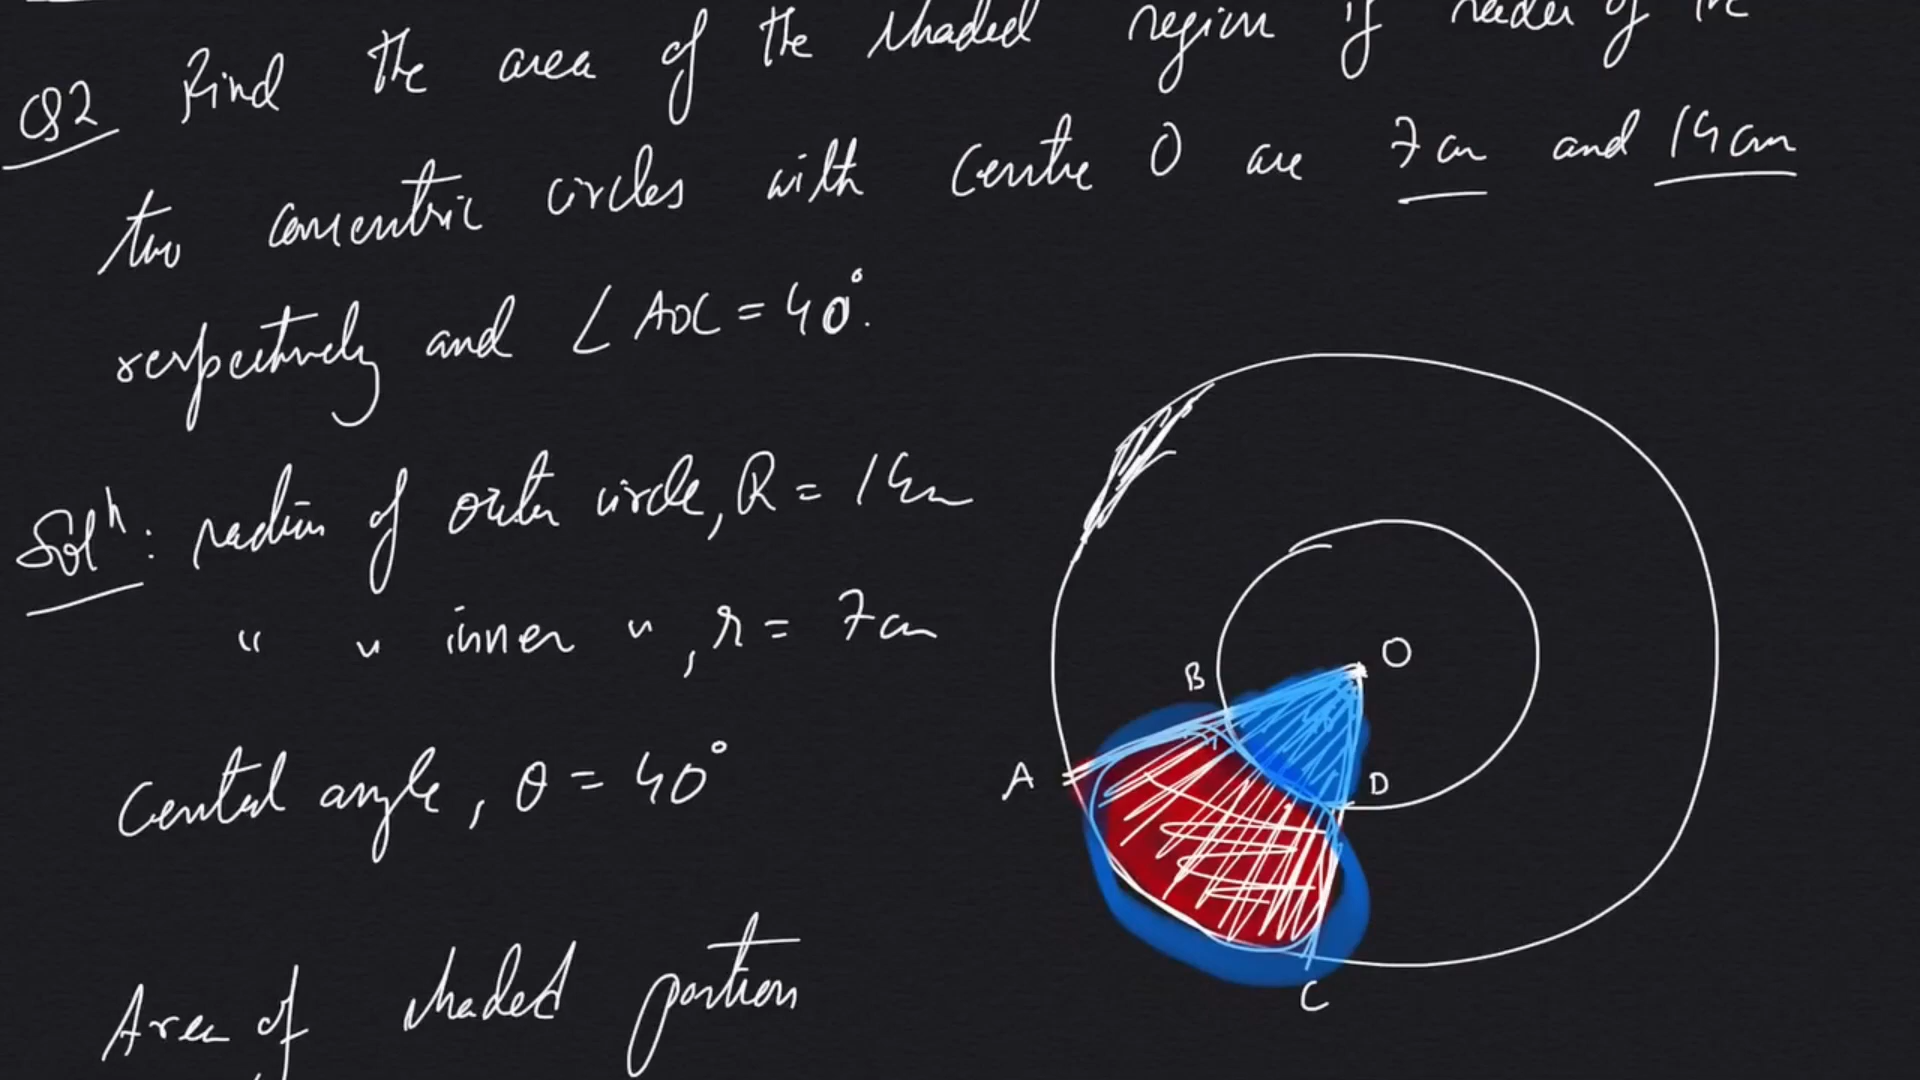 Q2 Find the area of the shaded region if radii of the
two concentric circles with centre O are 7cm and 14cm
respectively and ∠AOC = 40°.
Solⁿ: radius of outer circle, R = 14cm
" " inner ", r = 7cm
Central angle, θ = 40°
Area of shaded portion
O
B
A
D
C